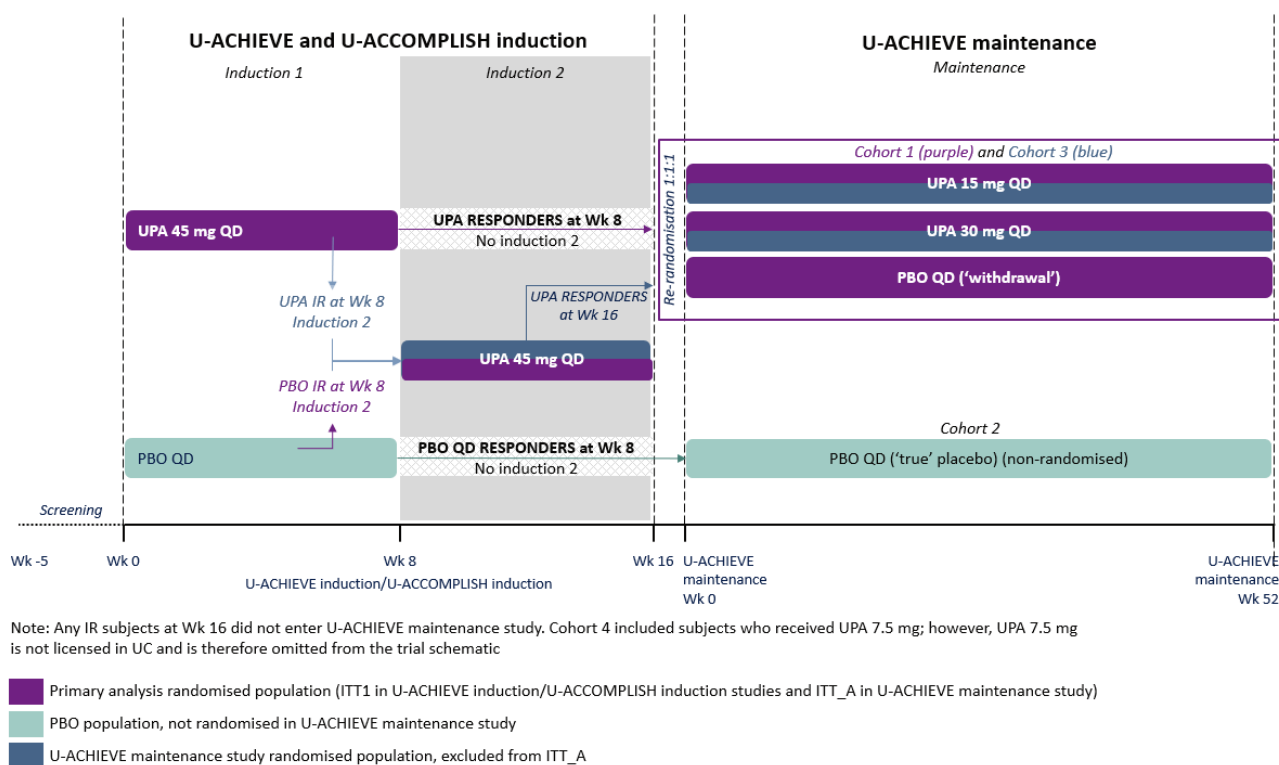 U-ACHIEVE and U-ACCOMPLISH induction
Induction 1
Induction 2
U-ACHIEVE maintenance
Maintenance
Re-randomisation 1:1:1
Cohort 1 (purple) and Cohort 3 (blue)
UPA 15 mg QD
UPA 30 mg QD
PBO QD (‘withdrawal’)
UPA 45 mg QD
UPA RESPONDERS at Wk 8
No induction 2
UPA IR at Wk 8
Induction 2
UPA RESPONDERS
at Wk 16
UPA 45 mg QD
PBO IR at Wk 8
Induction 2
PBO QD
PBO QD RESPONDERS at Wk 8
No induction 2
Cohort 2
PBO QD (‘true’ placebo) (non-randomised)
Screening
Wk -5
Wk 0
Wk 8
Wk 16
U-ACHIEVE induction/U-ACCOMPLISH induction
U-ACHIEVE
maintenance
Wk 0
U-ACHIEVE
maintenance
Wk 52
Note: Any IR subjects at Wk 16 did not enter U-ACHIEVE maintenance study. Cohort 4 included subjects who received UPA 7.5 mg; however, UPA 7.5 mg
is not licensed in UC and is therefore omitted from the trial schematic
Primary analysis randomised population (ITT1 in U-ACHIEVE induction/U-ACCOMPLISH induction studies and ITT_A in U-ACHIEVE maintenance study)
PBO population, not randomised in U-ACHIEVE maintenance study
U-ACHIEVE maintenance study randomised population, excluded from ITT_A